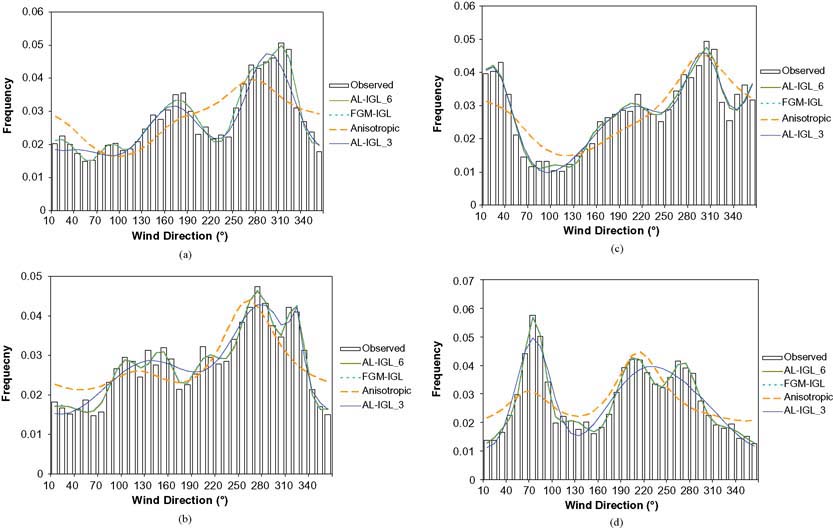 0.06
0.05
0.04
0.03
0.02
0.01
0
Frequency
10 40 70 100 130 160 190 220 250 280 310 340
Wind Direction (°)
Observed
AL-IGL_6
FGM-IGL
Anisotropic
AL-IGL_3
(a)
0.06
0.05
0.04
0.03
0.02
0.01
0
Frequency
10 40 70 100 130 160 190 220 250 280 310 340
Wind Direction (°)
Observed
AL-IGL_6
FGM-IGL
Anisotropic
AL-IGL_3
(c)
0.05
0.04
0.03
0.02
0.01
0
Frequecny
10 40 70 100 130 160 190 220 250 280 310 340
Wind Direction (°)
Observed
AL-IGL_6
FGM-IGL
Anisotropic
AL-IGL_3
(b)
0.07
0.06
0.05
0.04
0.03
0.02
0.01
0
Frequency
10 40 70 100 130 160 190 220 250 280 310 340
Wind Direction (°)
Observed
AL-IGL_6
FGM-IGL
Anisotropic
AL-IGL_3
(d)